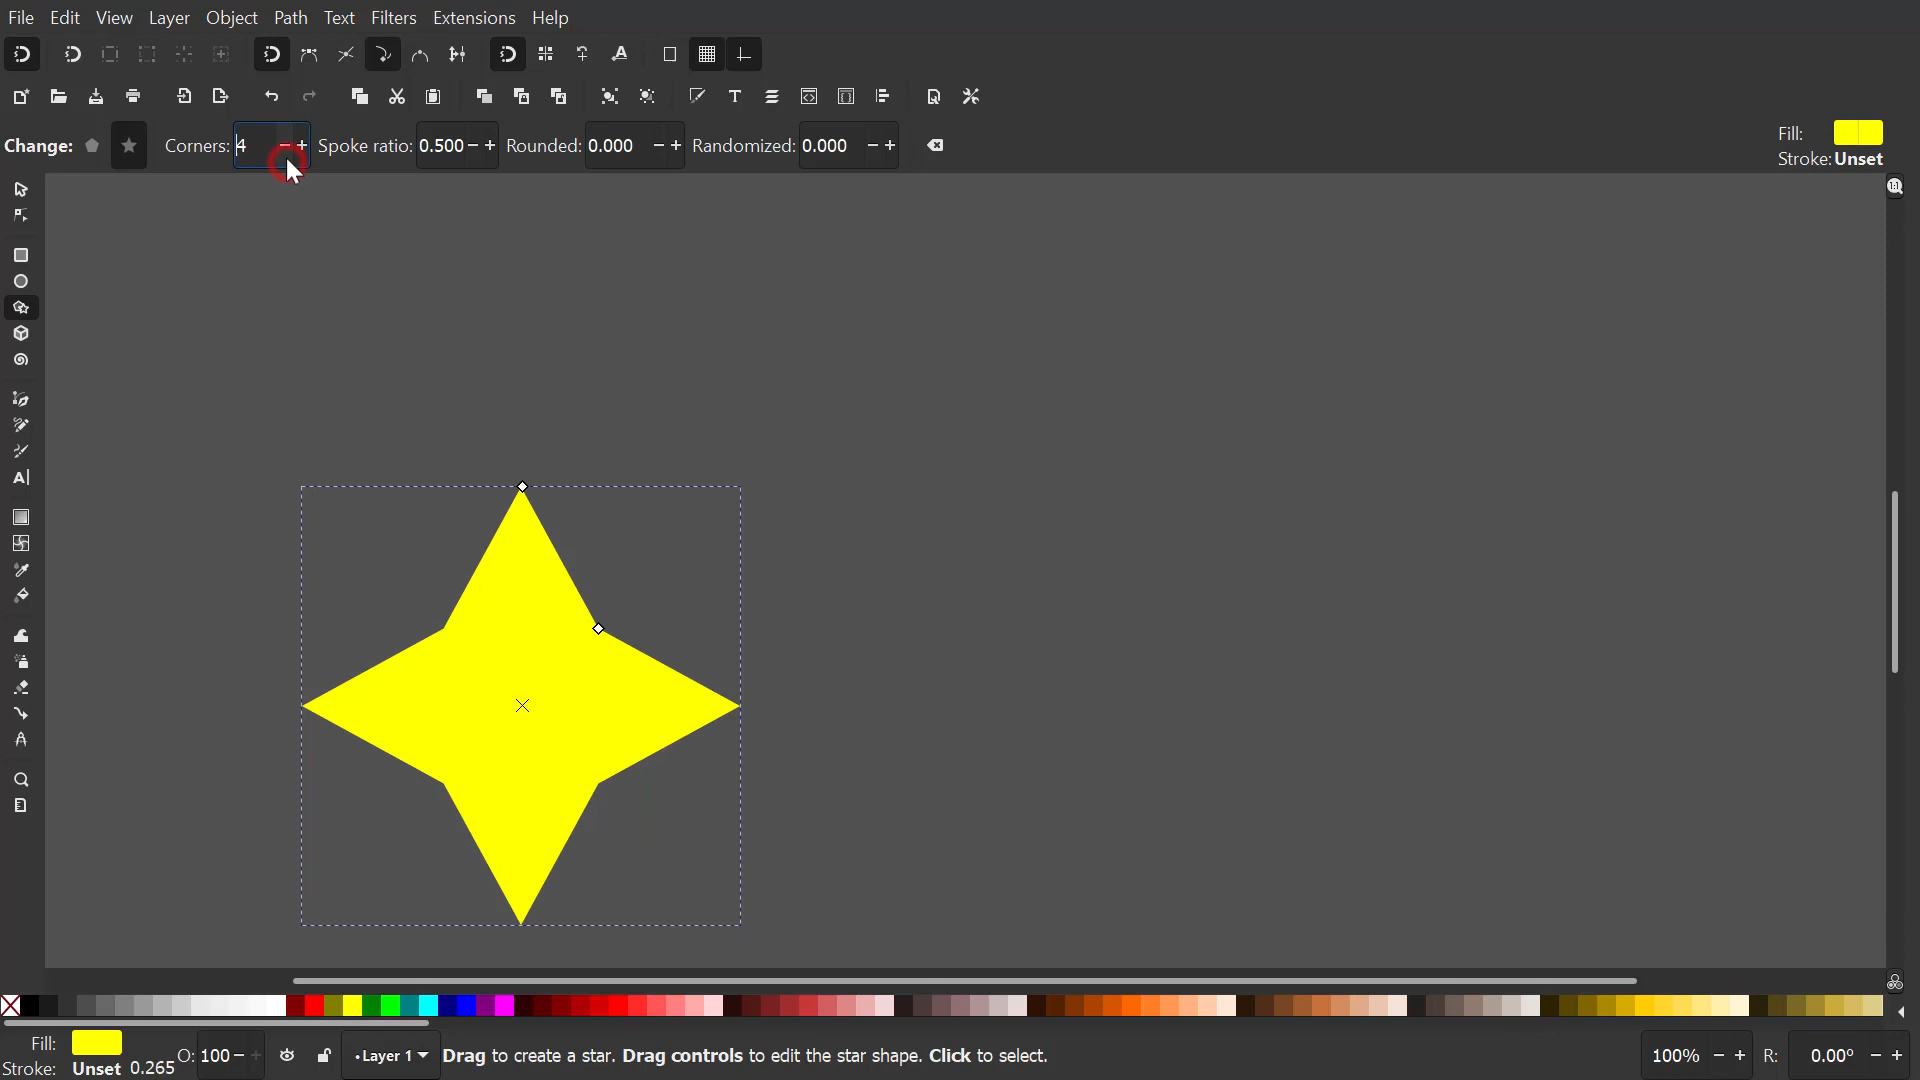 File Edit View Layer Object Path Text Filters Extensions Help
Change: Corners: 4 Spoke ratio: 0.500 Rounded: 0.000 Randomized: 0.000 Fill:
Stroke: Unset
Fill: O: 100 •Layer 1 Drag to create a star. Drag controls to edit the star shape. Click to select. 100% R: 0.00°
Stroke: Unset 0.265